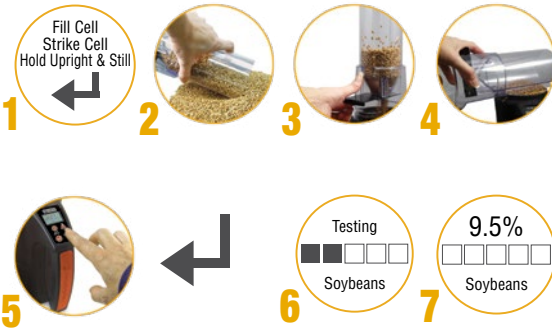 Fill Cell
Strike Cell
Hold Upright & Still
1
2
3
4
5
Testing
Soybeans
6
9.5%
Soybeans
7